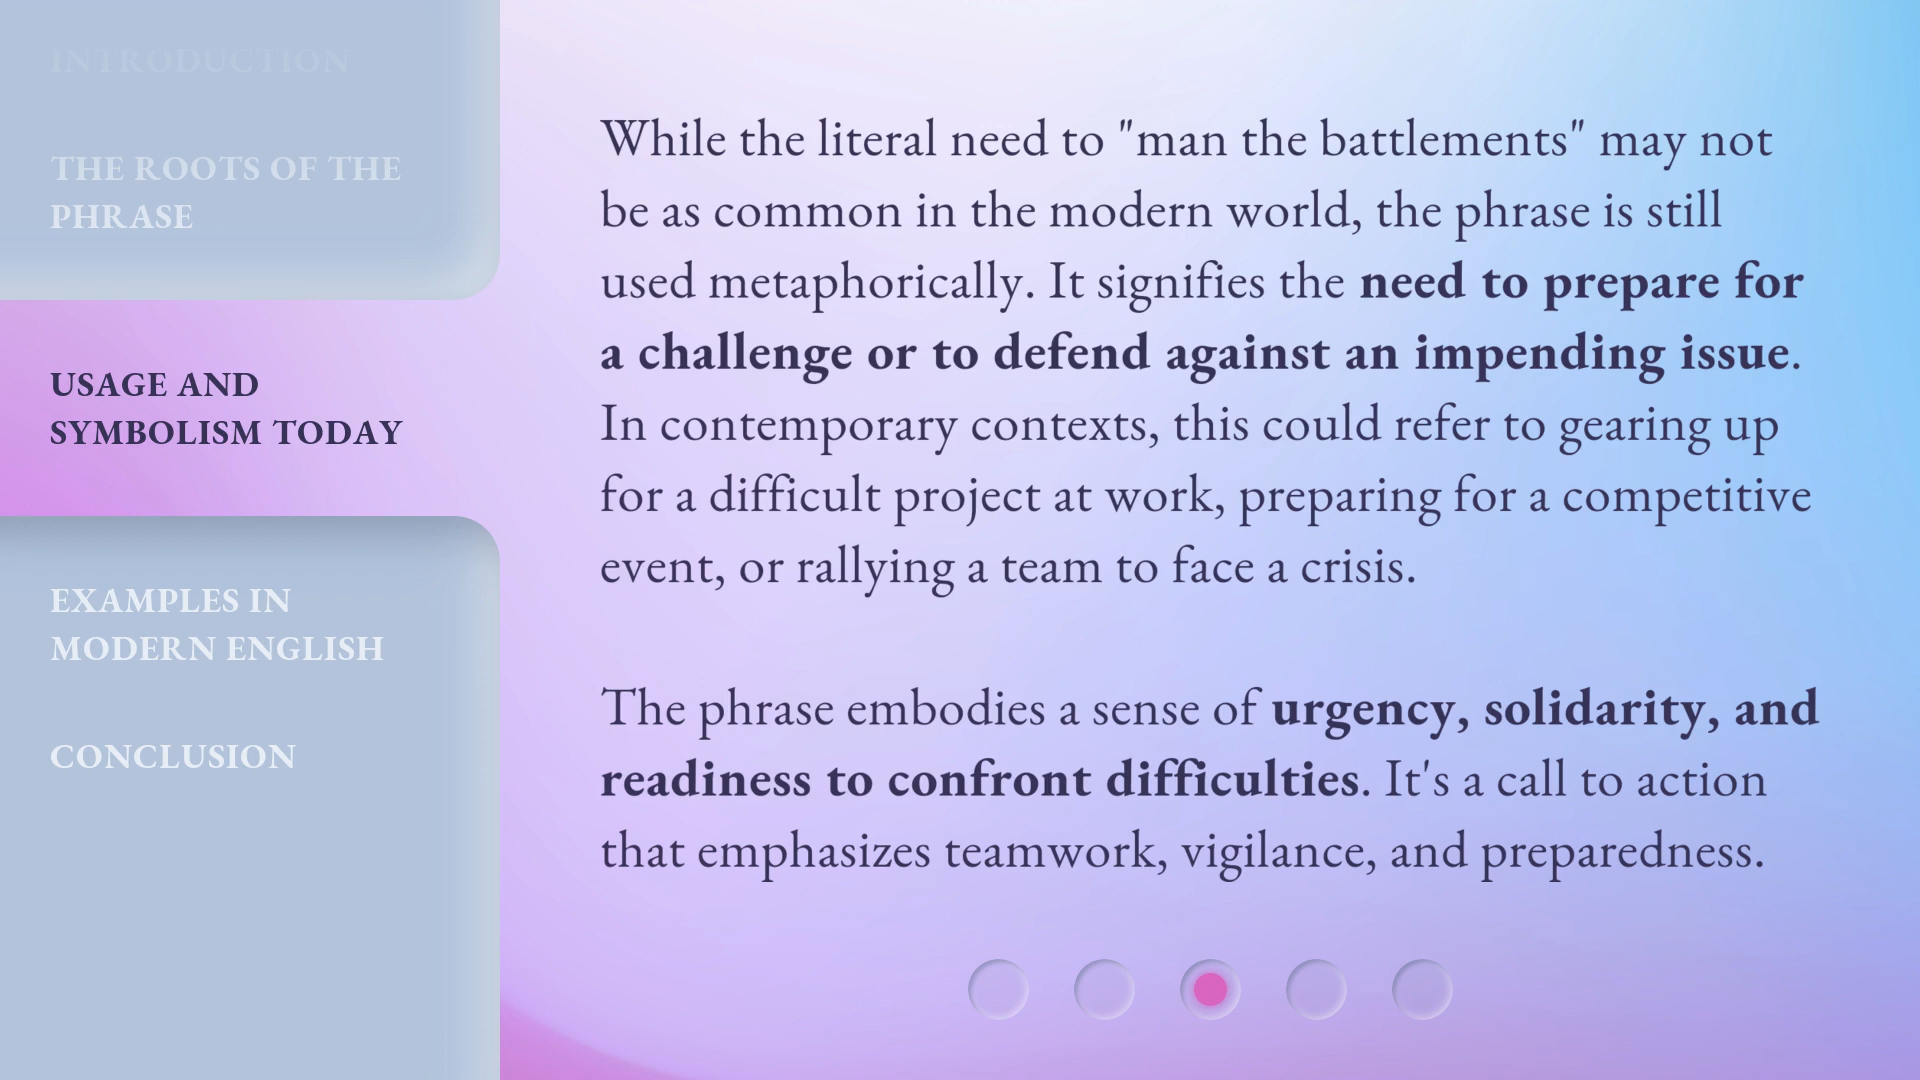 INTRODUCTION
THE ROOTS OF THE
PHRASE
USAGE AND
SYMBOLISM TODAY
EXAMPLES IN
MODERN ENGLISH
CONCLUSION
While the literal need to "man the battlements" may not
be as common in the modern world, the phrase is still
used metaphorically. It signifies the need to prepare for
a challenge or to defend against an impending issue.
In contemporary contexts, this could refer to gearing up
for a difficult project at work, preparing for a competitive
event, or rallying a team to face a crisis.
The phrase embodies a sense of urgency, solidarity, and
readiness to confront difficulties. It's a call to action
that emphasizes teamwork, vigilance, and preparedness.